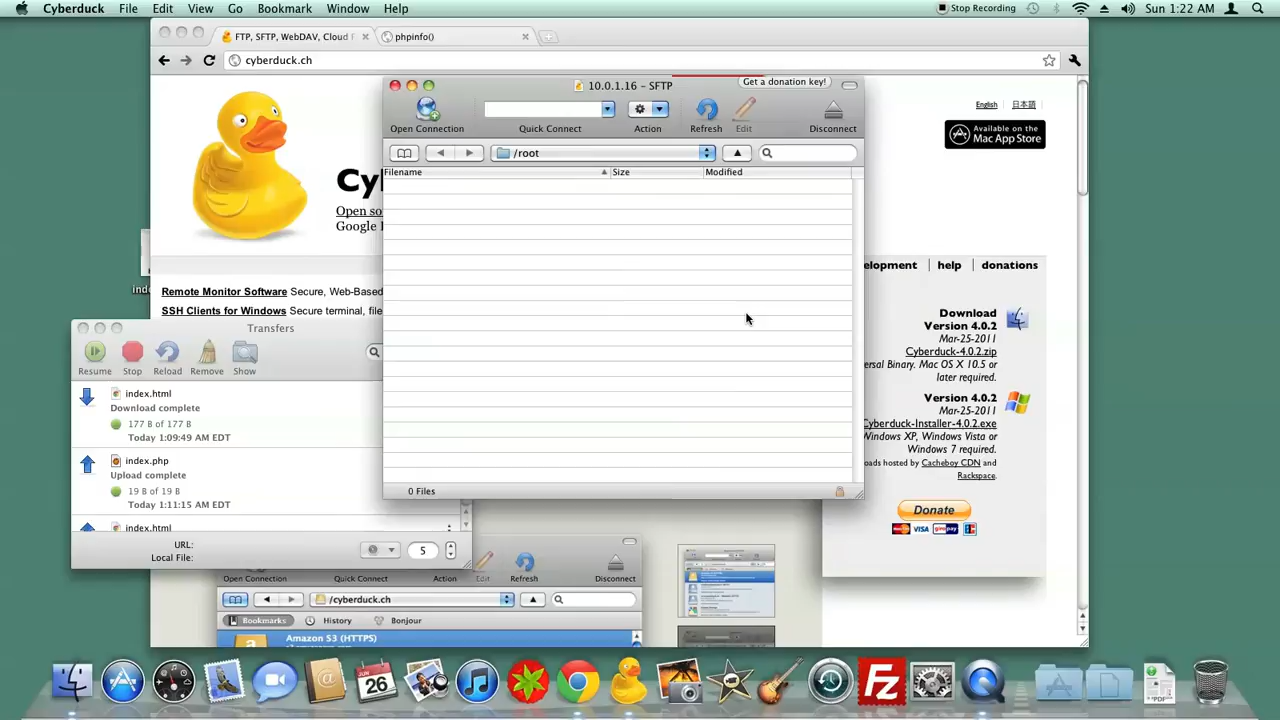 Cyberduck File Edit View Go Bookmark Window Help Stop Recording Sun 1:22 AM
FTP, SFTP, WebDAV, Cloud F phpinfo()
cyberduck.ch
10.0.1.16 – SFTP Get a donation key!
Open Connection Quick Connect Action Refresh Edit Disconnect
/root
Filename Size Modified
0 Files
English 日本語
Available on the
Mac App Store
Cy
Open so
Google
elopment help donations
Remote Monitor Software Secure, Web-Based
SSH Clients for Windows Secure terminal, file
Download
Version 4.0.2
Mar-25-2011
Cyberduck-4.0.2.zip
ersal Binary. Mac OS X 10.5 or
later required.
Version 4.0.2
Mar-25-2011
Cyberduck-Installer-4.0.2.exe
Windows XP, Windows Vista or
Windows 7 required.
ads hosted by Cacheboy CDN and
Rackspace.
Donate
VISA
Transfers
Resume Stop Reload Remove Show
index.html
Download complete
177 B of 177 B
Today 1:09:49 AM EDT
index.php
Upload complete
19 B of 19 B
Today 1:11:15 AM EDT
index.html
URL:
Local File:
5
Open Connection Quick Connect Action Edit Refresh Disconnect
/cyberduck.ch
Bookmarks History Bonjour
Amazon S3 (HTTPS)
JUN
26
Fz
PDF